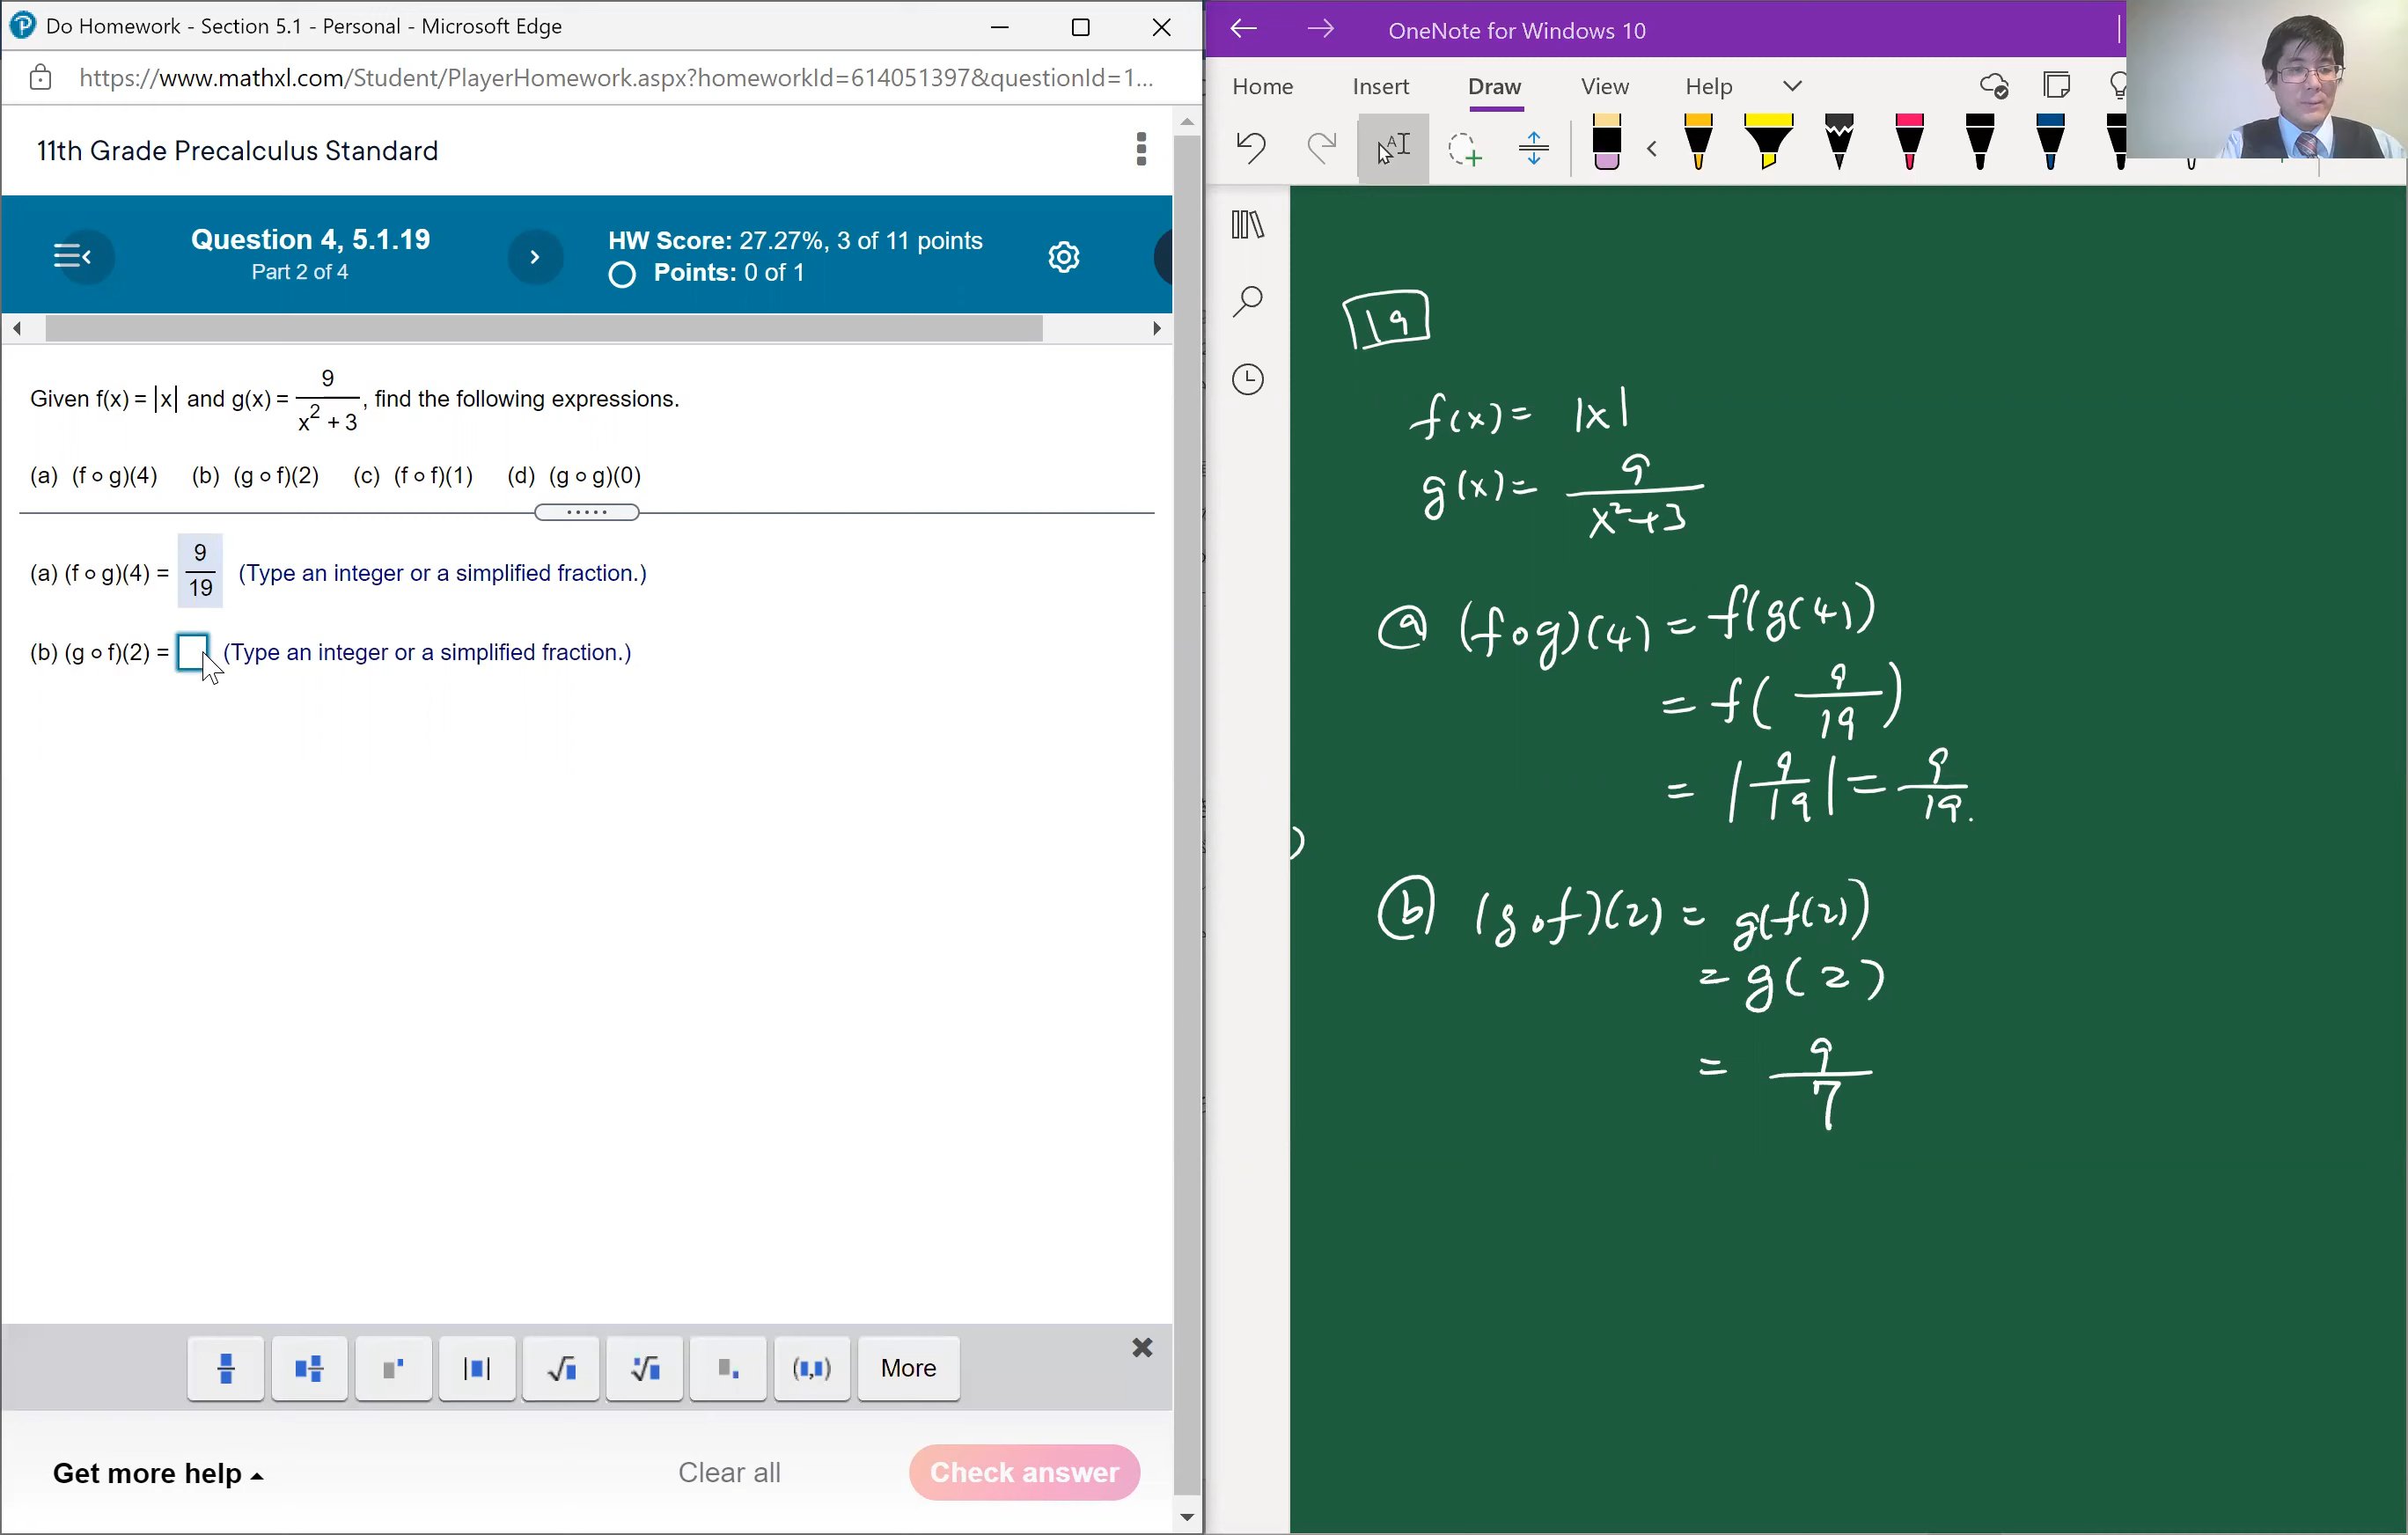 Do Homework - Section 5.1 - Personal - Microsoft Edge
https://www.mathxl.com/Student/PlayerHomework.aspx?homeworkId=614051397&questionId=1...
11th Grade Precalculus Standard
Question 4, 5.1.19
Part 2 of 4
HW Score: 27.27%, 3 of 11 points
Points: 0 of 1
Given f(x) = |x| and g(x) = 9/(x² + 3), find the following expressions.
(a) (f ∘ g)(4) (b) (g ∘ f)(2) (c) (f ∘ f)(1) (d) (g ∘ g)(0)
(a) (f ∘ g)(4) = 9/19 (Type an integer or a simplified fraction.)
(b) (g ∘ f)(2) = (Type an integer or a simplified fraction.)
More
Get more help
Clear all
Check answer
OneNote for Windows 10
Home Insert Draw View Help
19
f(x) = |x|
g(x) = 9/(x²+3)
(a) (f∘g)(4) = f(g(4))
= f(9/19)
= |9/19| = 9/19.
)
(b) (g∘f)(2) = g(f(2))
= g(2)
= 9/7